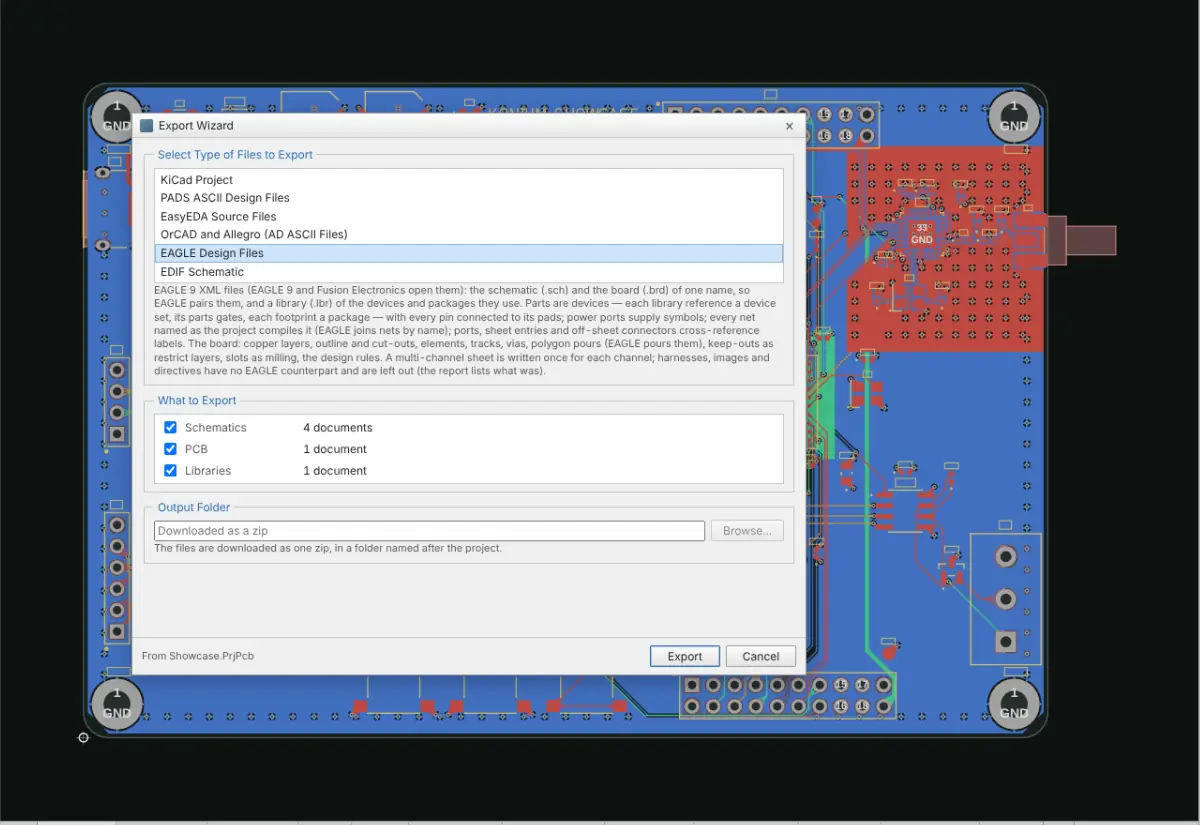 1
GND
1
GND
Export Wizard
Select Type of Files to Export
KiCad Project
PADS ASCII Design Files
EasyEDA Source Files
OrCAD and Allegro (AD ASCII Files)
EAGLE Design Files
EDIF Schematic
EAGLE 9 XML files (EAGLE 9 and Fusion Electronics open them): the schematic (.sch) and the board (.brd) of one name, so
EAGLE pairs them, and a library (.lbr) of the devices and packages they use. Parts are devices — each library reference a device
set, its parts gates, each footprint a package — with every pin connected to its pads; power ports supply symbols; every net
named as the project compiles it (EAGLE joins nets by name); ports, sheet entries and off-sheet connectors cross-reference
labels. The board: copper layers, outline and cut-outs, elements, tracks, vias, polygon pours (EAGLE pours them), keep-outs as
restrict layers, slots as milling, the design rules. A multi-channel sheet is written once for each channel; harnesses, images and
directives have no EAGLE counterpart and are left out (the report lists what was).
33
GND
What to Export
Schematics 4 documents
PCB 1 document
Libraries 1 document
Output Folder
Downloaded as a zip Browse...
The files are downloaded as one zip, in a folder named after the project.
From Showcase.PrjPcb Export Cancel
1
GND
1
GND